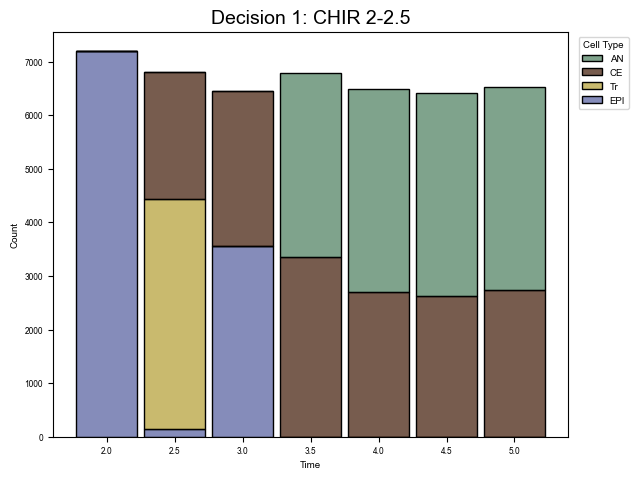 Decision 1: CHIR 2-2.5
Cell Type
AN
CE
Tr
EPI
Count
7000
6000
5000
4000
3000
2000
1000
0
2.0 2.5 3.0 3.5 4.0 4.5 5.0
Time